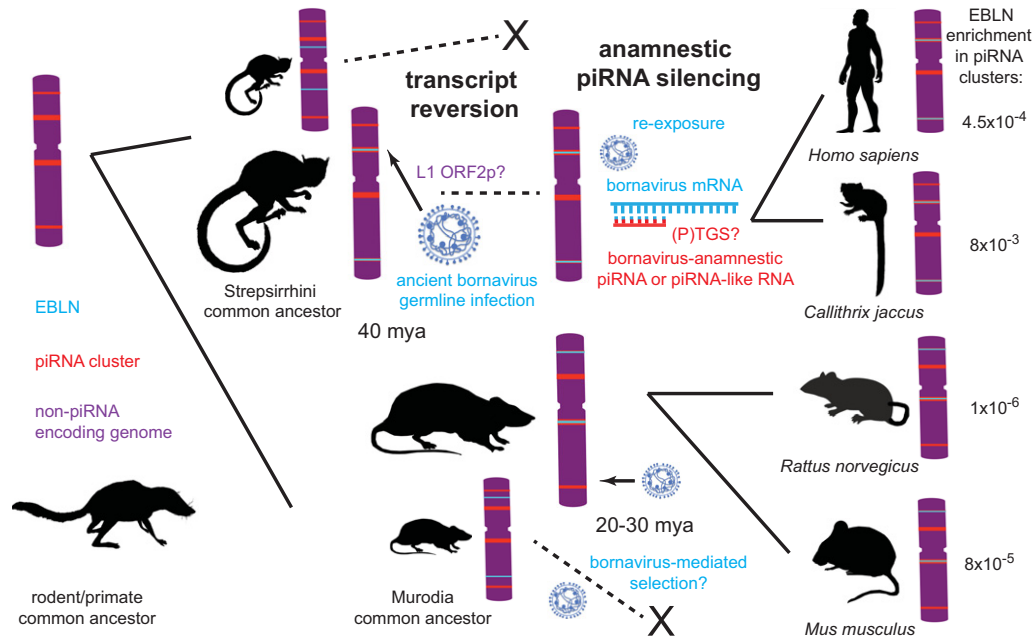 X
transcript
reversion
anamnestic
piRNA silencing
EBLN
enrichment
in piRNA
clusters:
4.5x10-4
Homo sapiens
re-exposure
L1 ORF2p?
bornavirus mRNA
(P)TGS?
bornavirus-anamnestic
piRNA or piRNA-like RNA
8x10-3
Callithrix jaccus
ancient bornavirus
germline infection
Strepsirrhini
common ancestor
40 mya
EBLN
piRNA cluster
non-piRNA
encoding genome
1x10-6
Rattus norvegicus
20-30 mya
bornavirus-mediated
selection?
X
8x10-5
Mus musculus
rodent/primate
common ancestor
Murodia
common ancestor